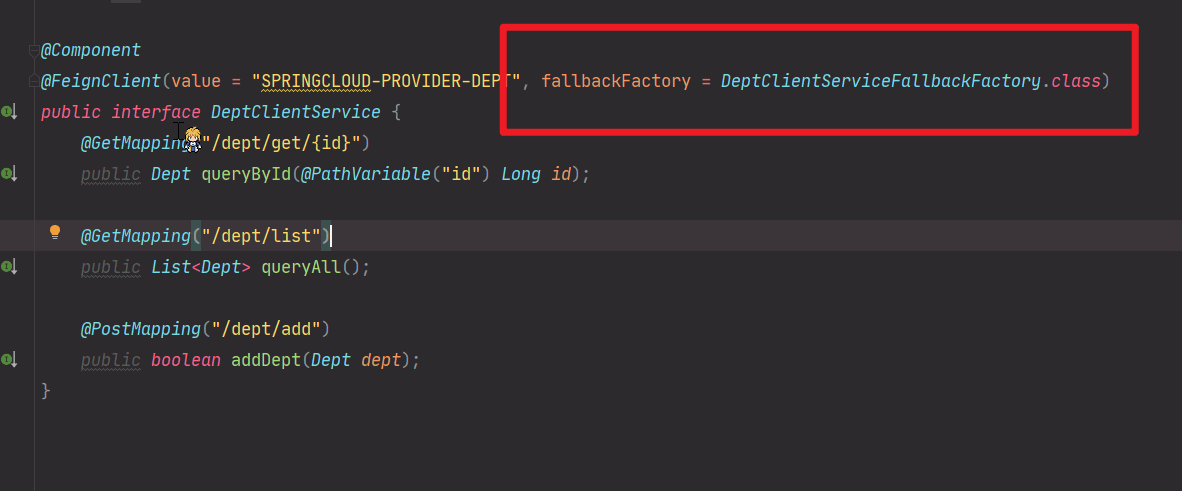 @Component
@FeignClient(value = "SPRINGCLOUD-PROVIDER-DEPT", fallbackFactory = DeptClientServiceFallbackFactory.class)
public interface DeptClientService {
@GetMapping("/dept/get/{id}")
public Dept queryById(@PathVariable("id") Long id);
@GetMapping("/dept/list")
public List<Dept> queryAll();
@PostMapping("/dept/add")
public boolean addDept(Dept dept);
}